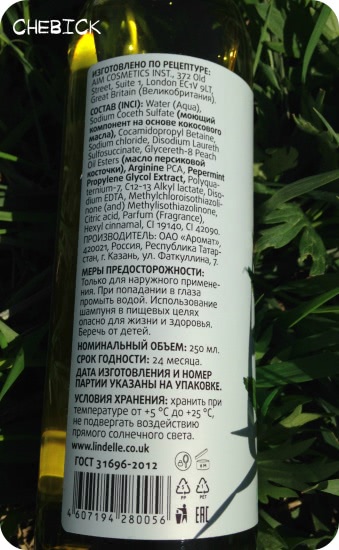 CHEBICK
ИЗГОТОВЛЕНО ПО РЕЦЕПТУРЕ:
AIM COSMETICS INST., 372 Old
Street, Suite 1, London EC1V 9LT,
Great Britain (Великобритания).
СОСТАВ (INCI): Water (Aqua),
Sodium Coceth Sulfate (моющий
компонент на основе кокосового
масла), Cocamidopropyl Betaine,
Sodium chloride, Disodium Laureth
Sulfosuccinate, Glycereth-8 Peach
Oil Esters (масло персиковой
косточки), Arginine PCA, Pepermint
Propylene Glycol Extract, Polyqua-
ternium-7, C12-13 Alkyl lactate, Diso-
dium EDTA, Methylchloroisothiazoli-
none (and) Methylisothiazolinone,
Citric acid, Parfum (Fragrance),
Hexyl cinnamal, CI 19140, CI 42090.
ПРОИЗВОДИТЕЛЬ: ОАО «Аромат»,
420021, Россия, Республика Татар-
стан, г. Казань, ул. Фаткуллина, 7.
МЕРЫ ПРЕДОСТОРОЖНОСТИ:
Только для наружного примене-
ния. При попадании в глаза
промыть водой. Использование
шампуня в пищевых целях
опасно для жизни и здоровья.
Беречь от детей.
НОМИНАЛЬНЫЙ ОБЪЕМ: 250 мл.
СРОК ГОДНОСТИ: 24 месяца.
ДАТА ИЗГОТОВЛЕНИЯ И НОМЕР
ПАРТИИ УКАЗАНЫ НА УПАКОВКЕ.
УСЛОВИЯ ХРАНЕНИЯ: хранить при
температуре от +5 °С до +25 °С,
не подвергать воздействию
прямого солнечного света.
www.lindelle.co.uk
ГОСТ 31696-2012
4607194280056
PP
PET
EAC